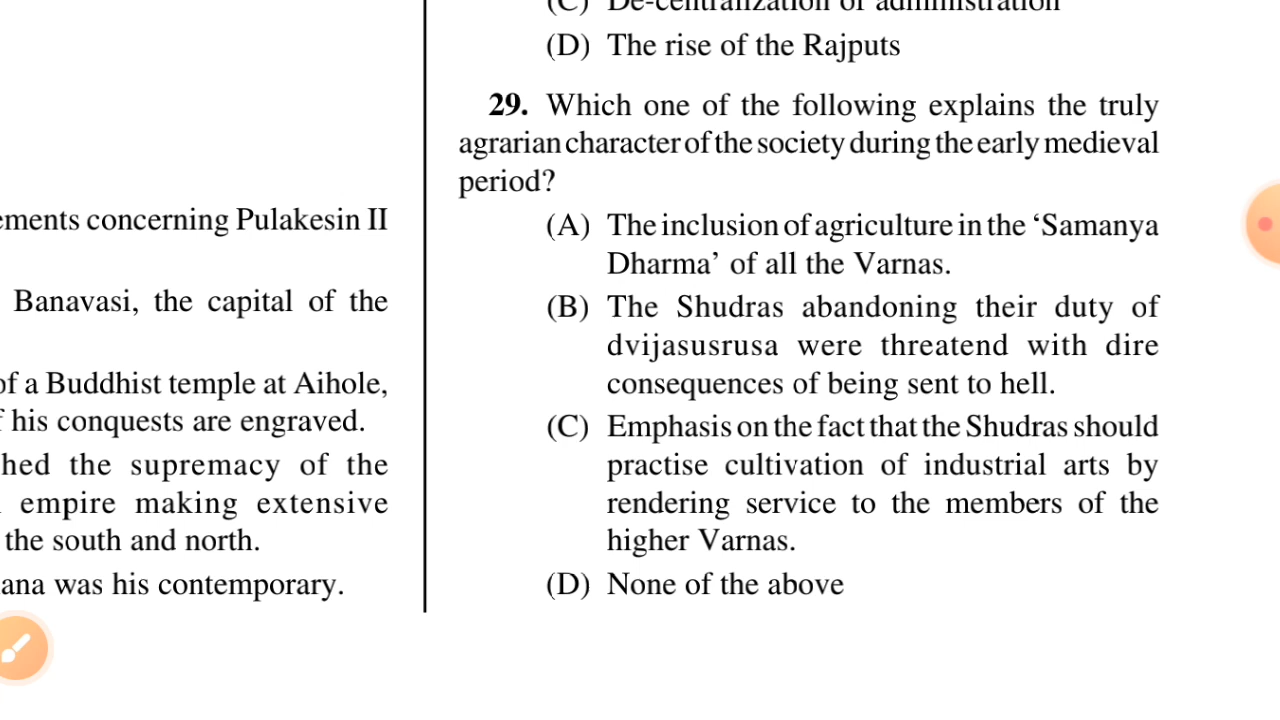 ements concerning Pulakesin II
Banavasi, the capital of the
of a Buddhist temple at Aihole,
his conquests are engraved.
hed the supremacy of the
empire making extensive
the south and north.
ana was his contemporary.
(C) De-centralization of administration
(D) The rise of the Rajputs
29. Which one of the following explains the truly
agrarian character of the society during the early medieval
period?
(A) The inclusion of agriculture in the ‘Samanya
Dharma’ of all the Varnas.
(B) The Shudras abandoning their duty of
dvijasusrusa were threatend with dire
consequences of being sent to hell.
(C) Emphasis on the fact that the Shudras should
practise cultivation of industrial arts by
rendering service to the members of the
higher Varnas.
(D) None of the above